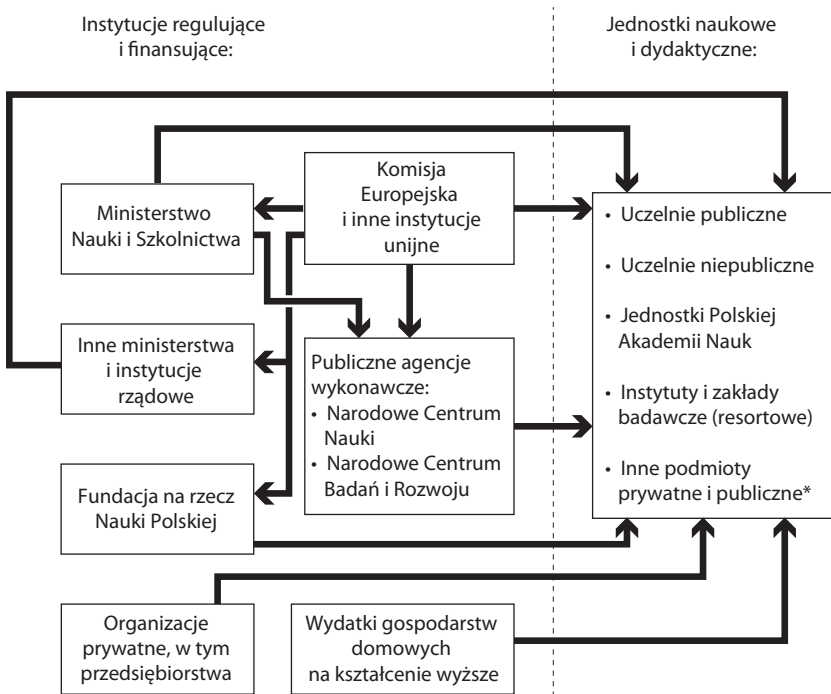 Instytucje regulujące
i finansujące:
Jednostki naukowe
i dydaktyczne:
Ministerstwo
Nauki i Szkolnictwa
Komisja
Europejska
i inne instytucje
unijne
Inne ministerstwa
i instytucje
rządowe
Publiczne agencje
wykonawcze:
• Narodowe Centrum
Nauki
• Narodowe Centrum
Badań i Rozwoju
Fundacja na rzecz
Nauki Polskiej
Organizacje
prywatne, w tym
przedsiębiorstwa
Wydatki gospodarstw
domowych
na kształcenie wyższe
• Uczelnie publiczne
• Uczelnie niepubliczne
• Jednostki Polskiej
Akademii Nauk
• Instytuty i zakłady
badawcze (resortowe)
• Inne podmioty
prywatne i publiczne*